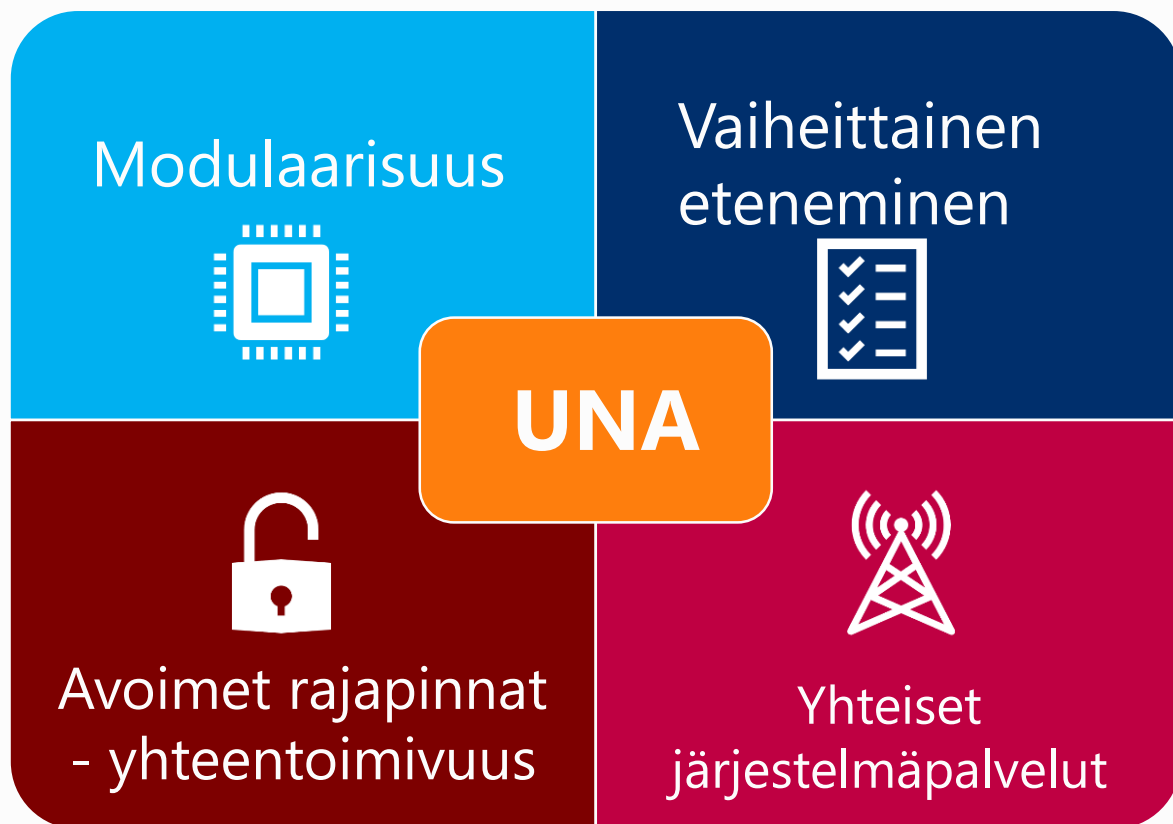 Modulaarisuus
Vaiheittainen
eteneminen
UNA
Avoimet rajapinnat
- yhteentoimivuus
Yhteiset
järjestelmäpalvelut